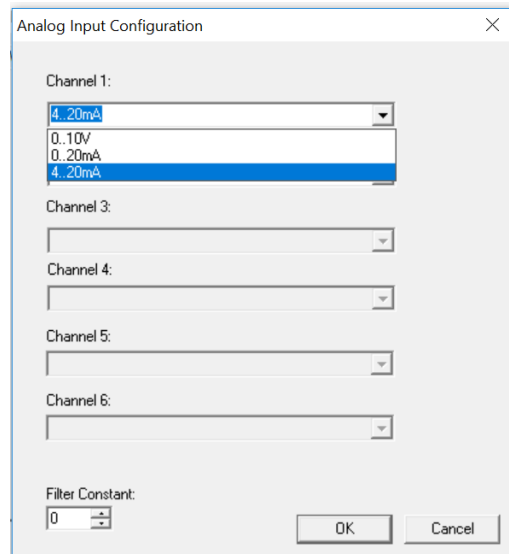 Analog Input Configuration
Channel 1:
4..20mA
0..10V
0..20mA
4..20mA
Channel 3:
Channel 4:
Channel 5:
Channel 6:
Filter Constant:
0
OK
Cancel